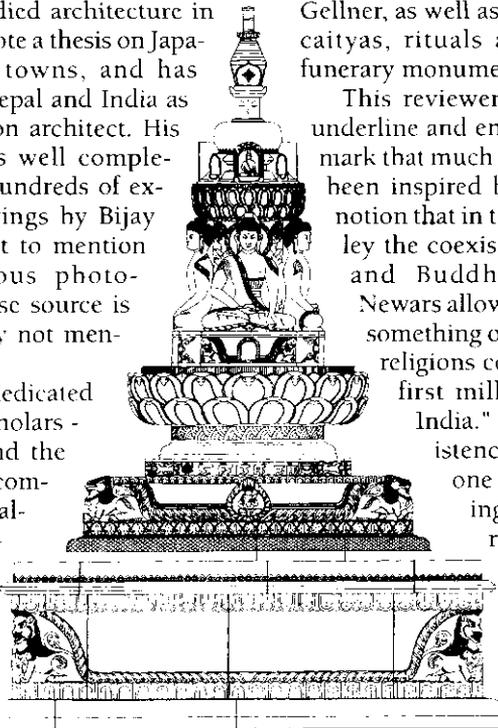 died architecture in
ote a thesis on Japa-
towns, and has
epal and India as
on architect. His
s well comple-
undreds of ex-
ings by Bijay
t to mention
ous photo-
se source is
y not men-
edicated
holars -
nd the
com-
al-
Gellner, as well as
caityas, rituals a
funerary monume
This reviewer
underline and en
mark that much
been inspired b
notion that in t
ley the coexis
and Buddh
Newars allow
something o
religions co
first mill
India."
istenc
one
ing
r